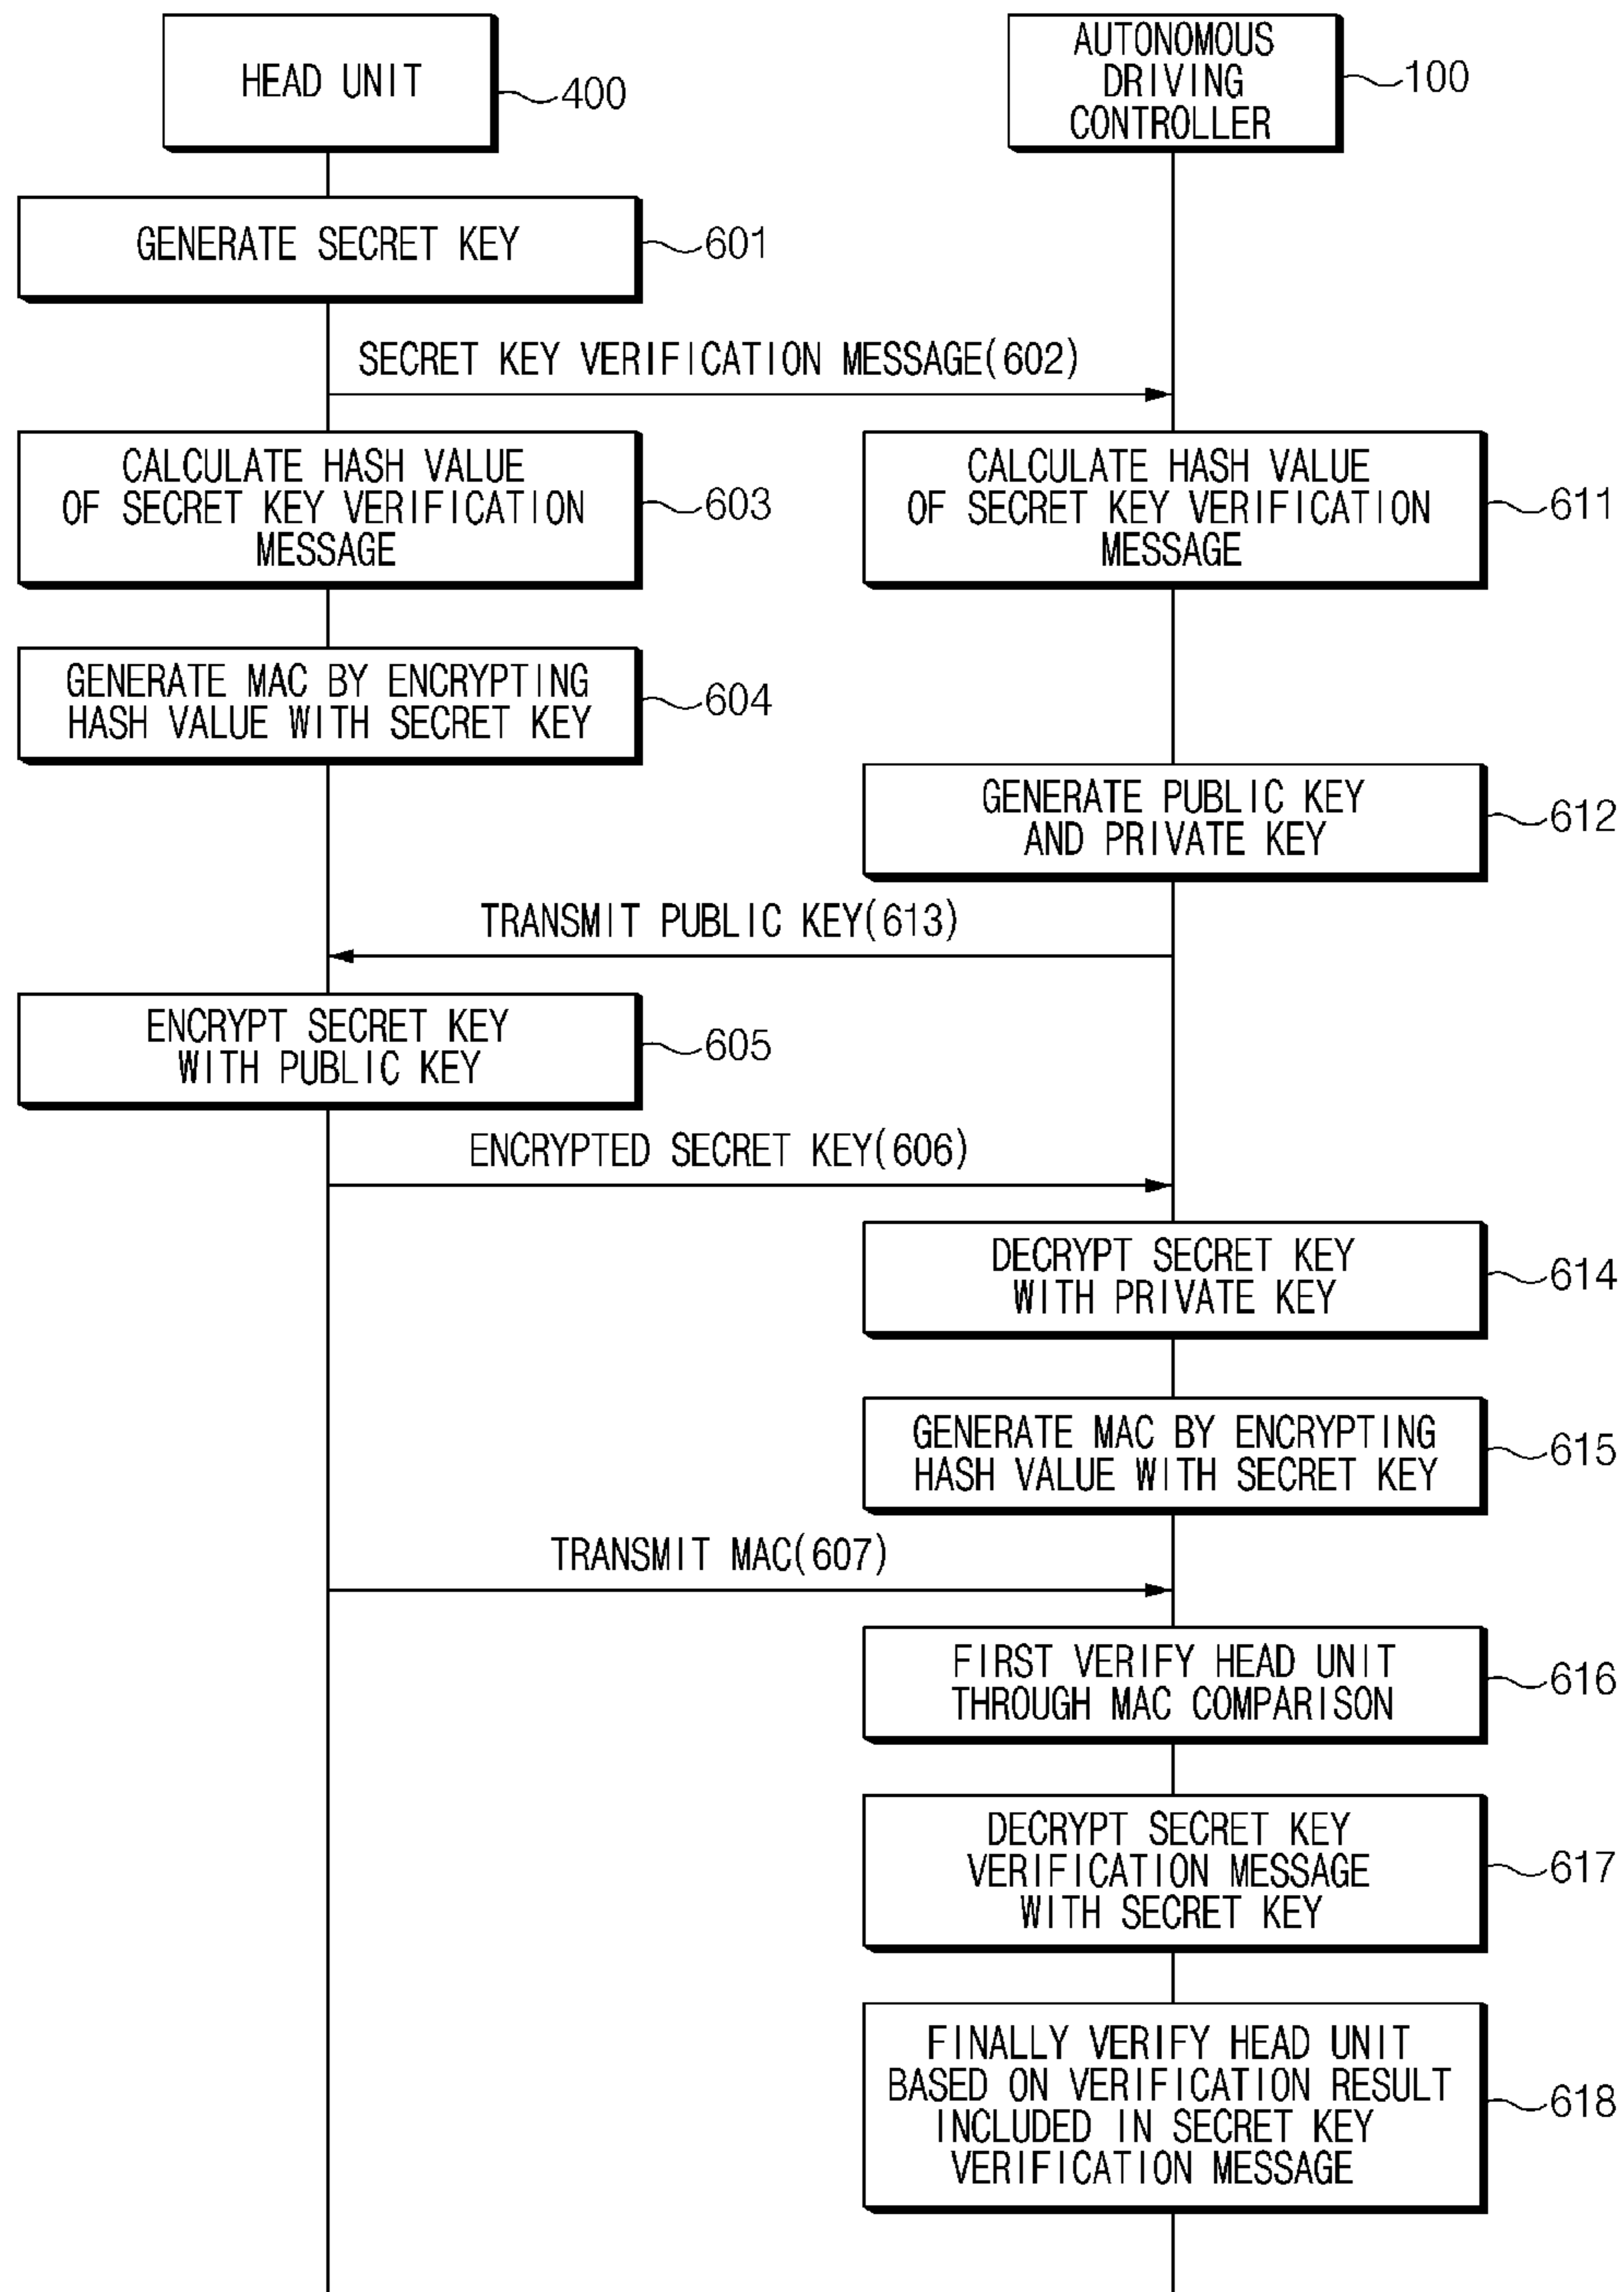 HEAD UNIT
400
AUTONOMOUS
DRIVING
CONTROLLER
100
GENERATE SECRET KEY
601
SECRET KEY VERIFICATION MESSAGE(602)
CALCULATE HASH VALUE
OF SECRET KEY VERIFICATION
MESSAGE
603
CALCULATE HASH VALUE
OF SECRET KEY VERIFICATION
MESSAGE
611
GENERATE MAC BY ENCRYPTING
HASH VALUE WITH SECRET KEY
604
GENERATE PUBLIC KEY
AND PRIVATE KEY
612
TRANSMIT PUBLIC KEY(613)
ENCRYPT SECRET KEY
WITH PUBLIC KEY
605
ENCRYPTED SECRET KEY(606)
DECRYPT SECRET KEY
WITH PRIVATE KEY
614
GENERATE MAC BY ENCRYPTING
HASH VALUE WITH SECRET KEY
615
TRANSMIT MAC(607)
FIRST VERIFY HEAD UNIT
THROUGH MAC COMPARISON
616
DECRYPT SECRET KEY
VERIFICATION MESSAGE
WITH SECRET KEY
617
FINALLY VERIFY HEAD UNIT
BASED ON VERIFICATION RESULT
INCLUDED IN SECRET KEY
VERIFICATION MESSAGE
618